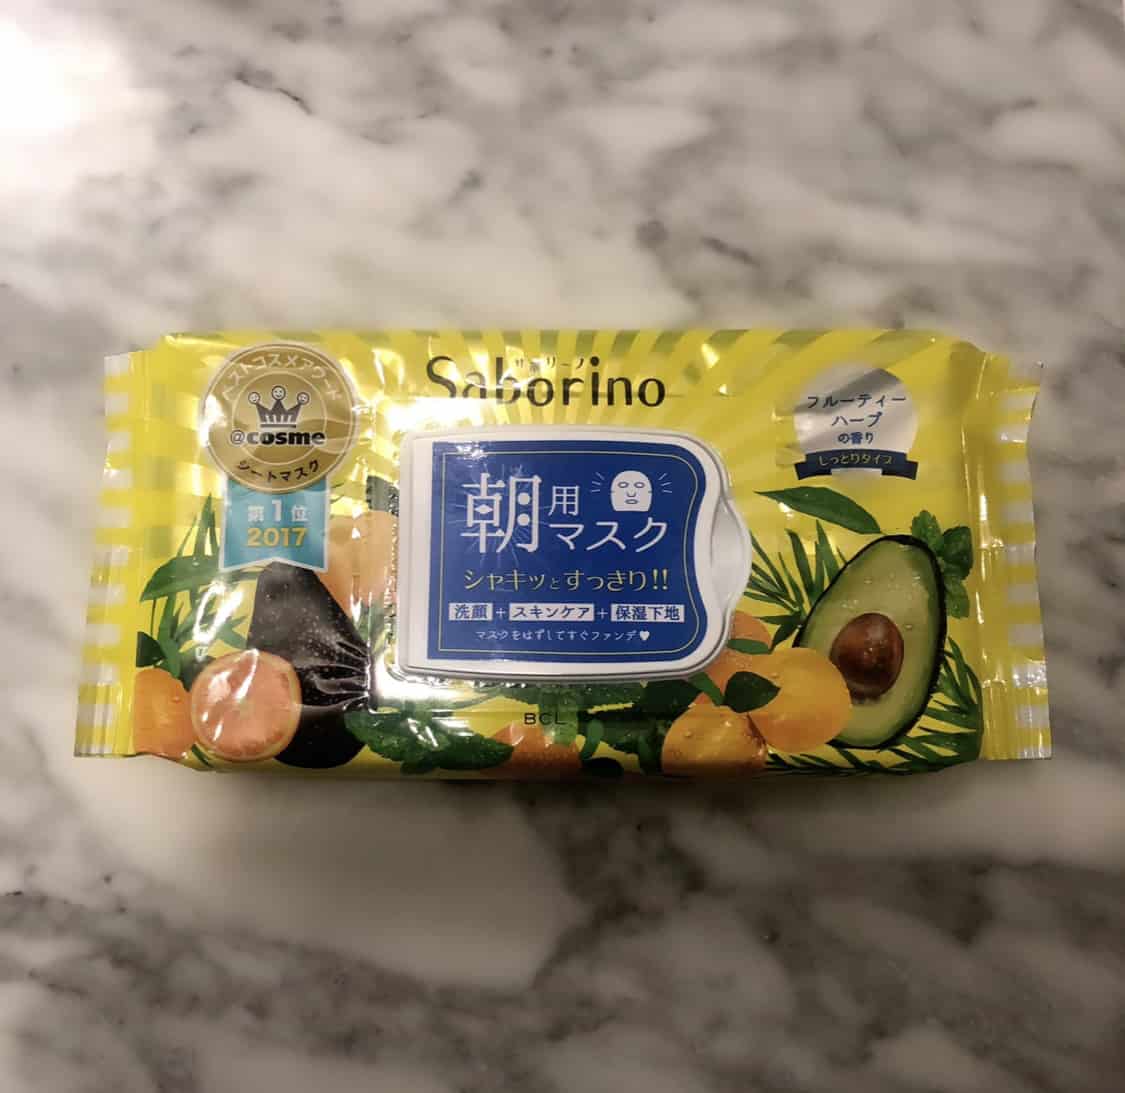 ベストコスメアワード
@cosme
シートマスク
第1位
2017
サボリーノ
Saborino
フルーティー
ハーブ
の香り
しっとりタイプ
朝用
マスク
シャキッとすっきり!!
洗顔+スキンケア+保湿下地
マスクをはずしてすぐファンデ♥
BCL